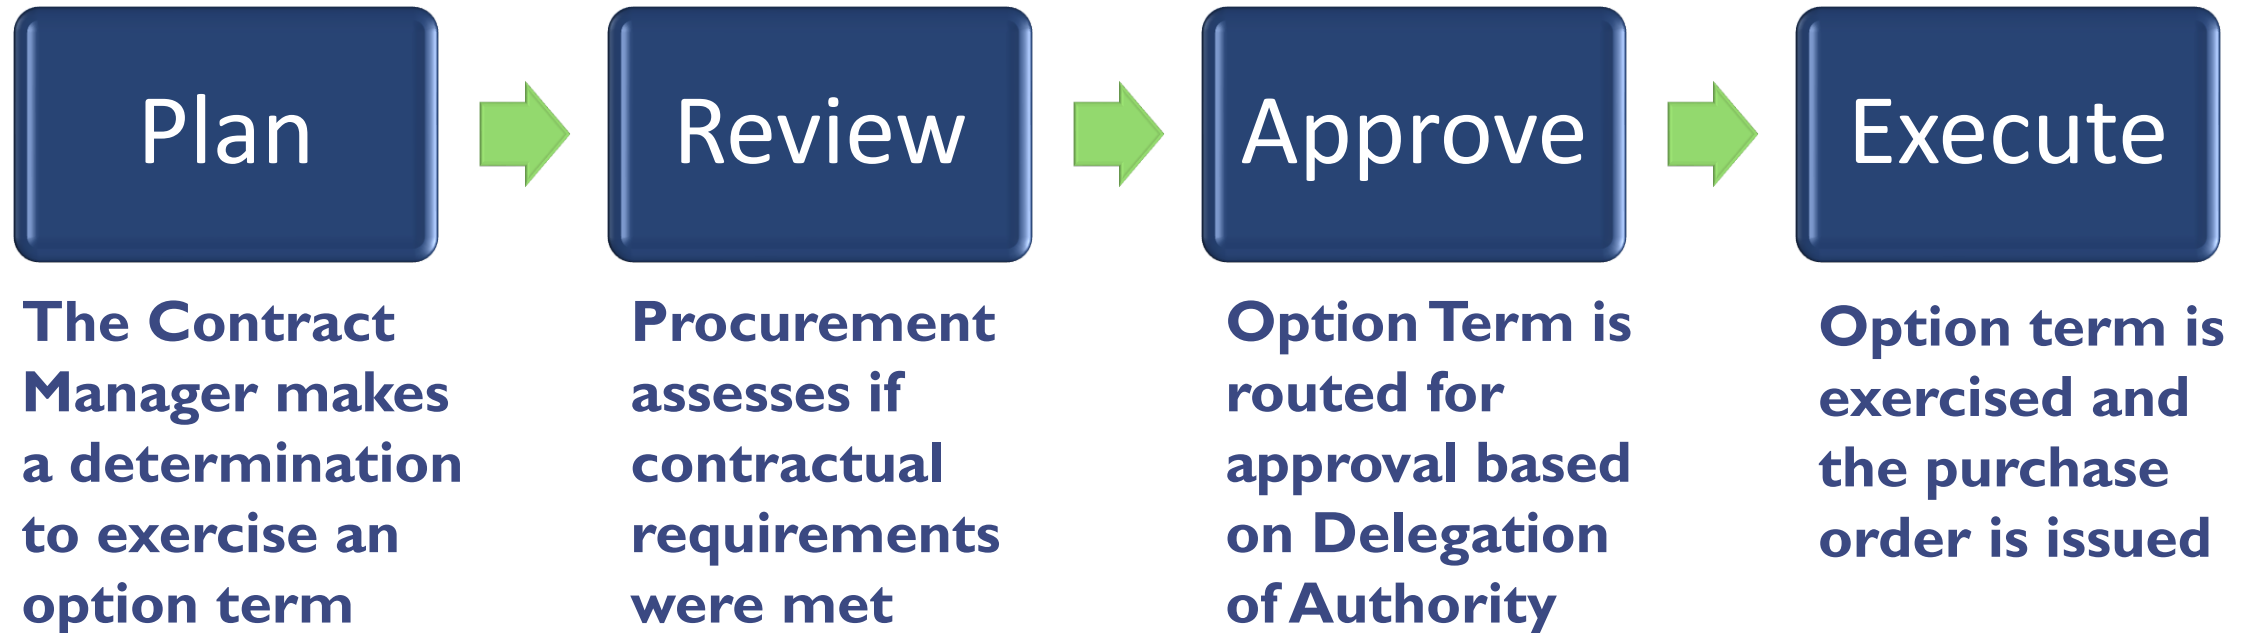 Plan
Review
Approve
Execute
The Contract
Manager makes
a determination
to exercise an
option term
Procurement
assesses if
contractual
requirements
were met
Option Term is
routed for
approval based
on Delegation
of Authority
Option term is
exercised and
the purchase
order is issued